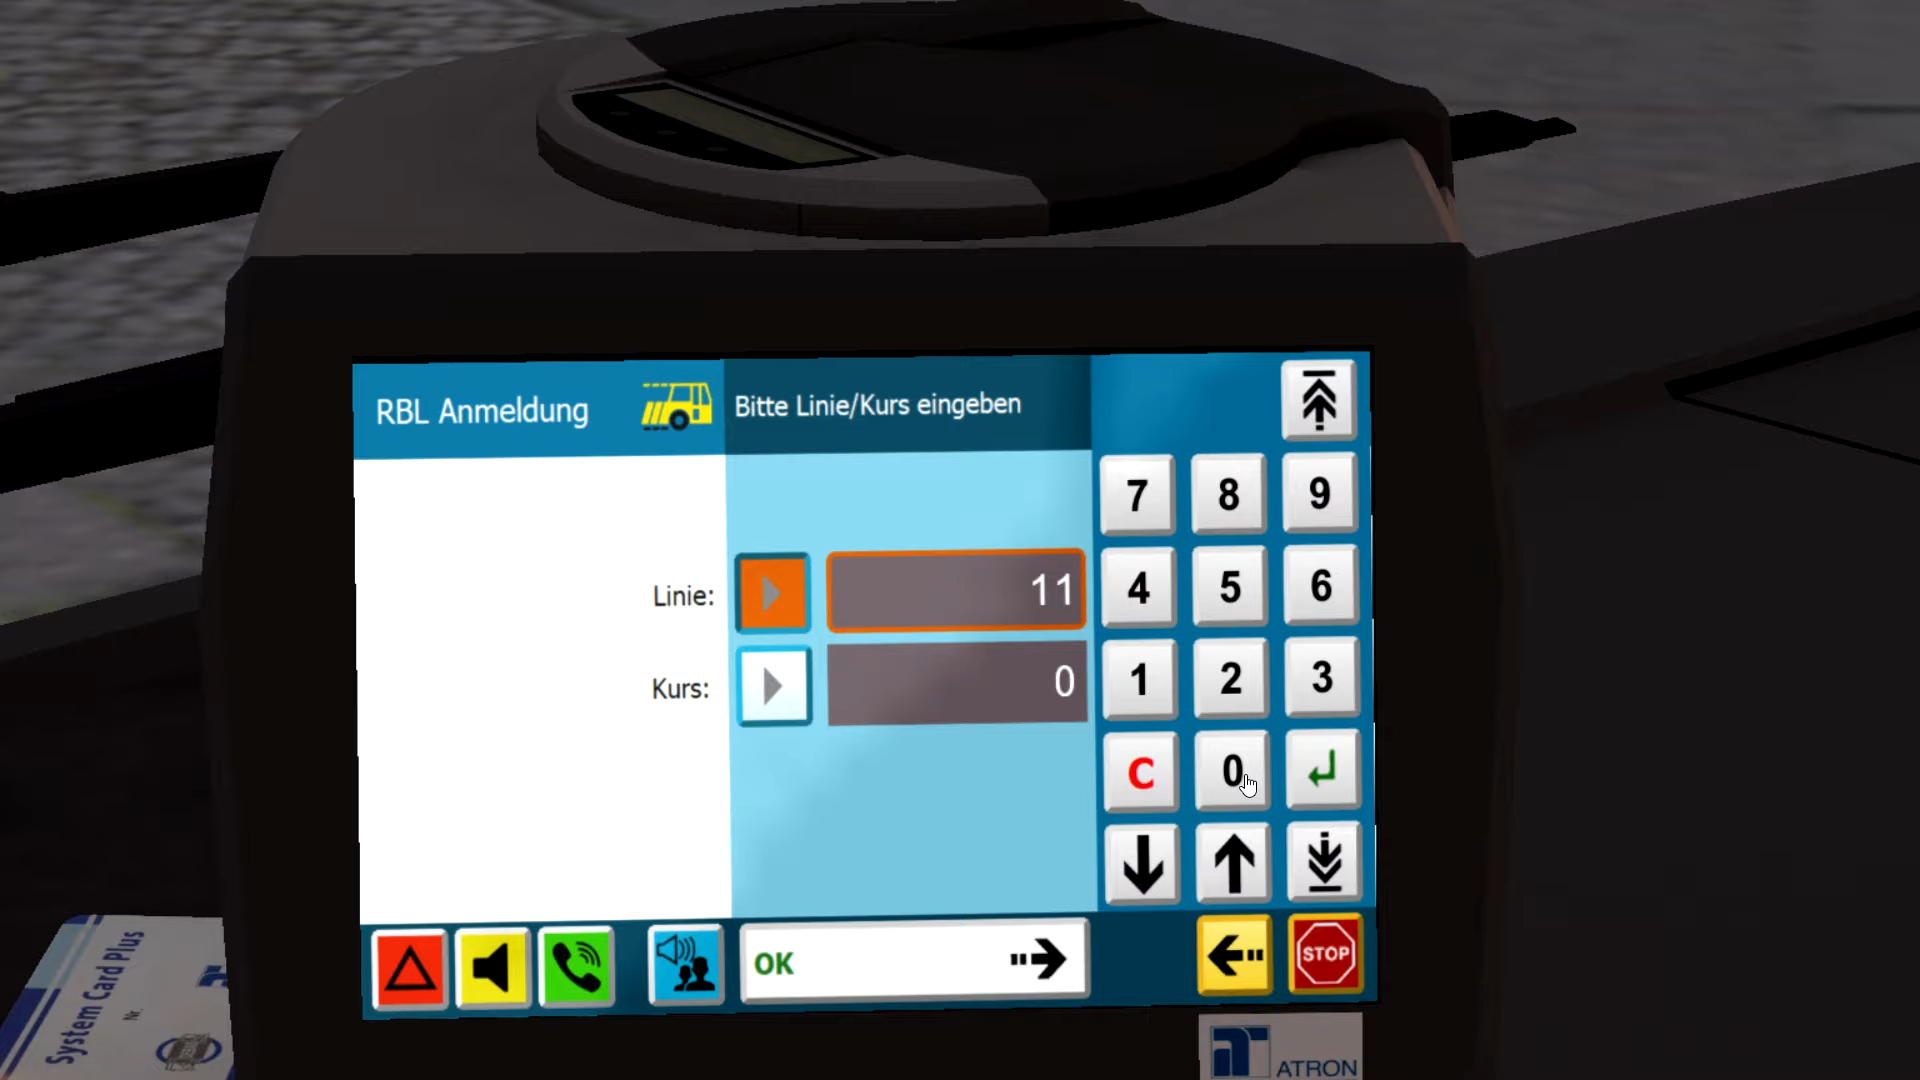 RBL Anmeldung
Bitte Linie/Kurs eingeben
7 8 9
Linie: 11
4 5 6
Kurs: 0
1 2 3
C 0
OK
STOP
System Card Plus
Nr.
ATRON